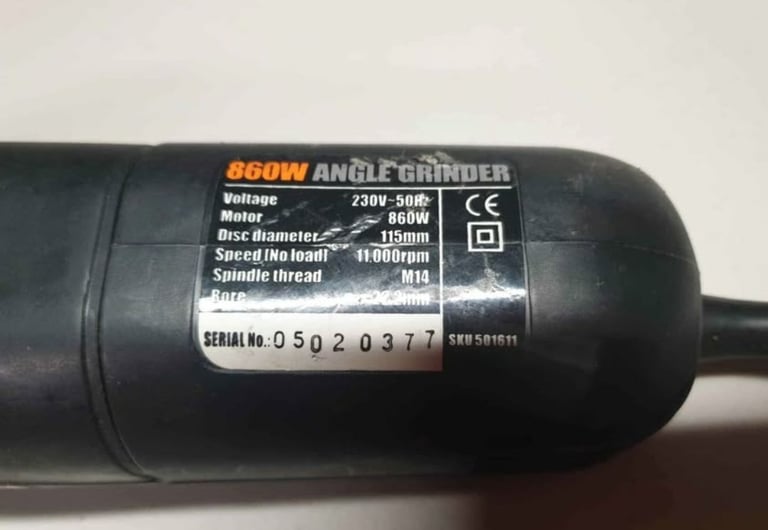 860W ANGLE GRINDER
Voltage 230V~50Hz
Motor 860W
Disc diameter 115mm
Speed [No load] 11.000rpm
Spindle thread M14
Bore
CE
SERIAL No.: 05020377
SKU 501611